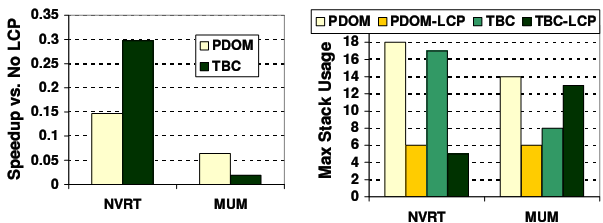 Speedup vs. No LCP
0.35
0.3
0.25
0.2
0.15
0.1
0.05
0
PDOM
TBC
NVRT
MUM
PDOM
PDOM-LCP
TBC
TBC-LCP
Max Stack Usage
18
16
14
12
10
8
6
4
2
0
NVRT
MUM